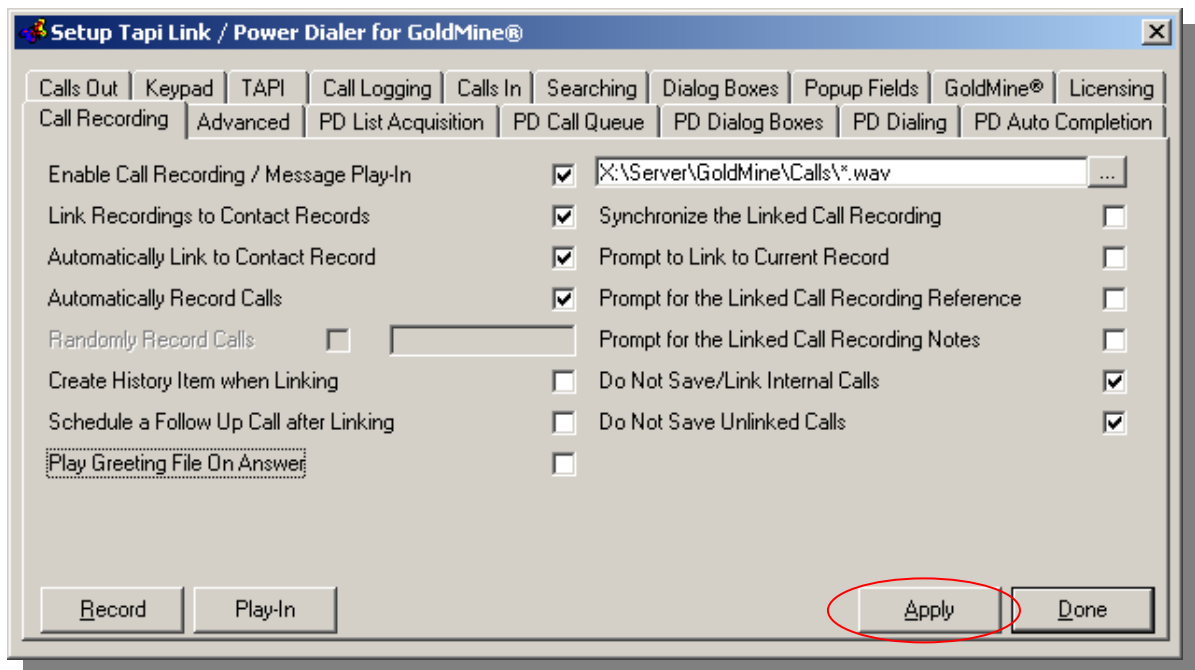 Setup Tapi Link / Power Dialer for GoldMine®
Calls Out Keypad TAPI Call Logging Calls In Searching Dialog Boxes Popup Fields GoldMine® Licensing
Call Recording Advanced PD List Acquisition PD Call Queue PD Dialog Boxes PD Dialing PD Auto Completion
Enable Call Recording / Message Play-In X:\Server\GoldMine\Calls\*.wav ...
Link Recordings to Contact Records Synchronize the Linked Call Recording
Automatically Link to Contact Record Prompt to Link to Current Record
Automatically Record Calls Prompt for the Linked Call Recording Reference
Randomly Record Calls Prompt for the Linked Call Recording Notes
Create History Item when Linking Do Not Save/Link Internal Calls
Schedule a Follow Up Call after Linking Do Not Save Unlinked Calls
Play Greeting File On Answer
Record Play-In Apply Done